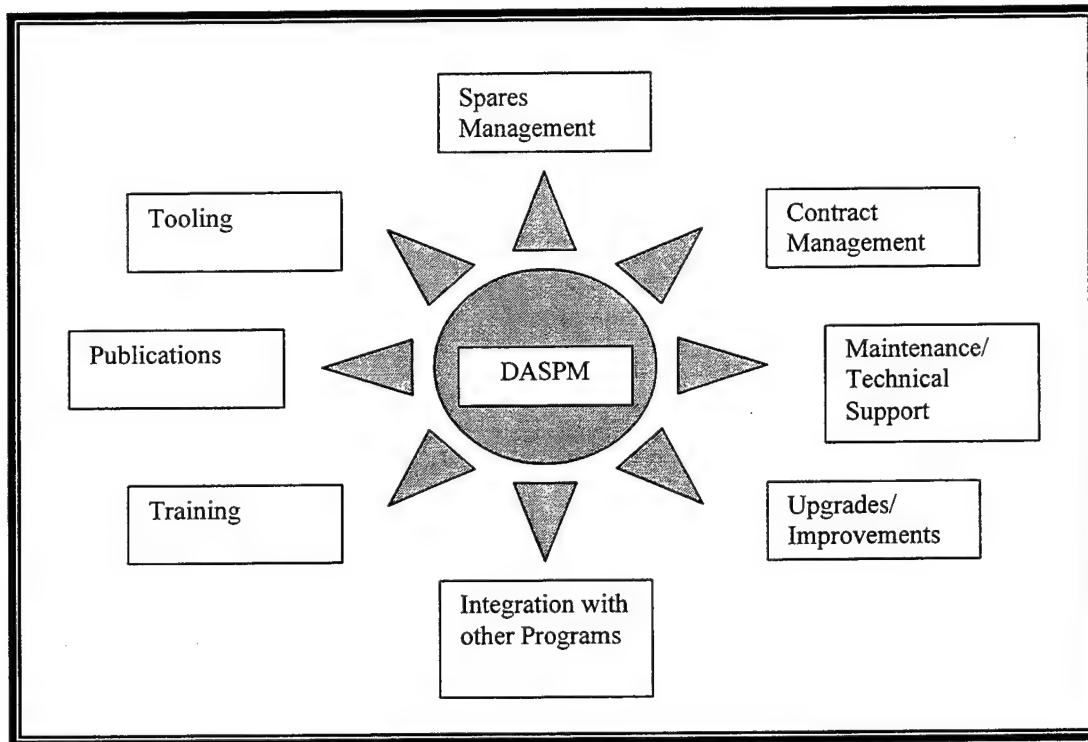 Spares
Management
Tooling
Contract
Management
Publications
DASPM
Maintenance/
Technical
Support
Training
Upgrades/
Improvements
Integration with
other Programs